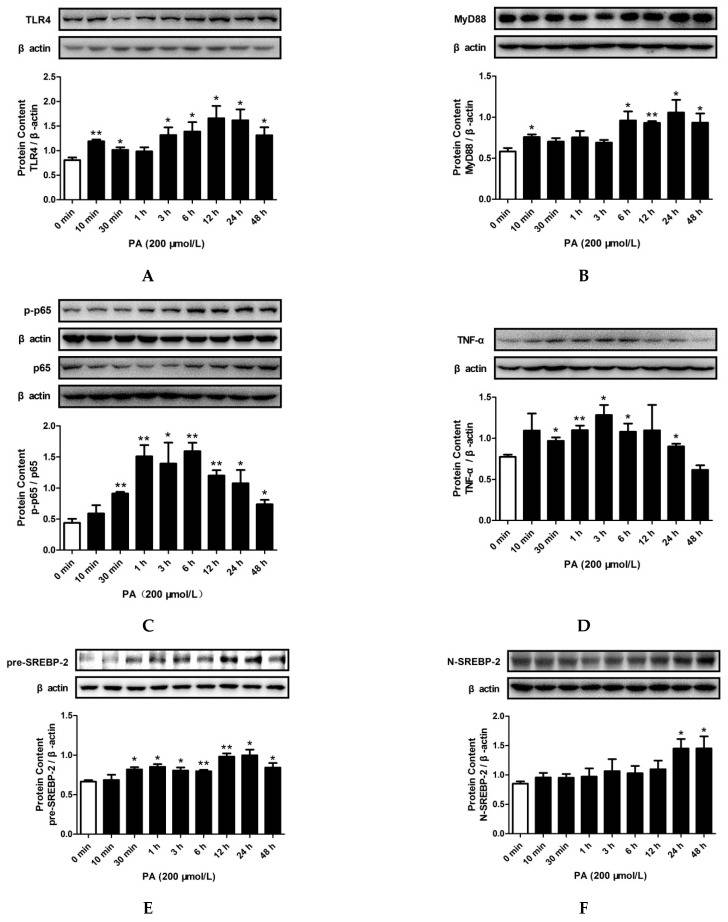 TLR4
β actin
Protein Content
TLR4 / β -actin
2.5
2.0
1.5
1.0
0.5
0.0
** * * * * * *
0 min 10 min 30 min 1 h 3 h 6 h 12 h 24 h 48 h
PA (200 μmol/L)
A
MyD88
β actin
Protein Content
MyD88 / β -actin
1.5
1.0
0.5
0.0
* * ** * *
0 min 10 min 30 min 1 h 3 h 6 h 12 h 24 h 48 h
PA (200 μmol/L)
B
p-p65
β actin
p65
β actin
Protein Content
p-p65 / p65
2.0
1.5
1.0
0.5
0.0
** ** * ** ** * *
0 min 10 min 30 min 1 h 3 h 6 h 12 h 24 h 48 h
PA（200 μmol/L）
C
TNF-α
β actin
Protein Content
TNF-α / β -actin
1.5
1.0
0.5
0.0
* ** * * *
0 min 10 min 30 min 1 h 3 h 6 h 12 h 24 h 48 h
PA (200 μmol/L)
D
pre-SREBP-2
β actin
Protein Content
pre-SREBP-2 / β -actin
1.5
1.0
0.5
0.0
* * * ** ** * *
0 min 10 min 30 min 1 h 3 h 6 h 12 h 24 h 48 h
PA (200 μmol/L)
E
N-SREBP-2
β actin
Protein Content
N-SREBP-2 / β -actin
2.0
1.5
1.0
0.5
0.0
* *
0 min 10 min 30 min 1 h 3 h 6 h 12 h 24 h 48 h
PA (200 μmol/L)
F